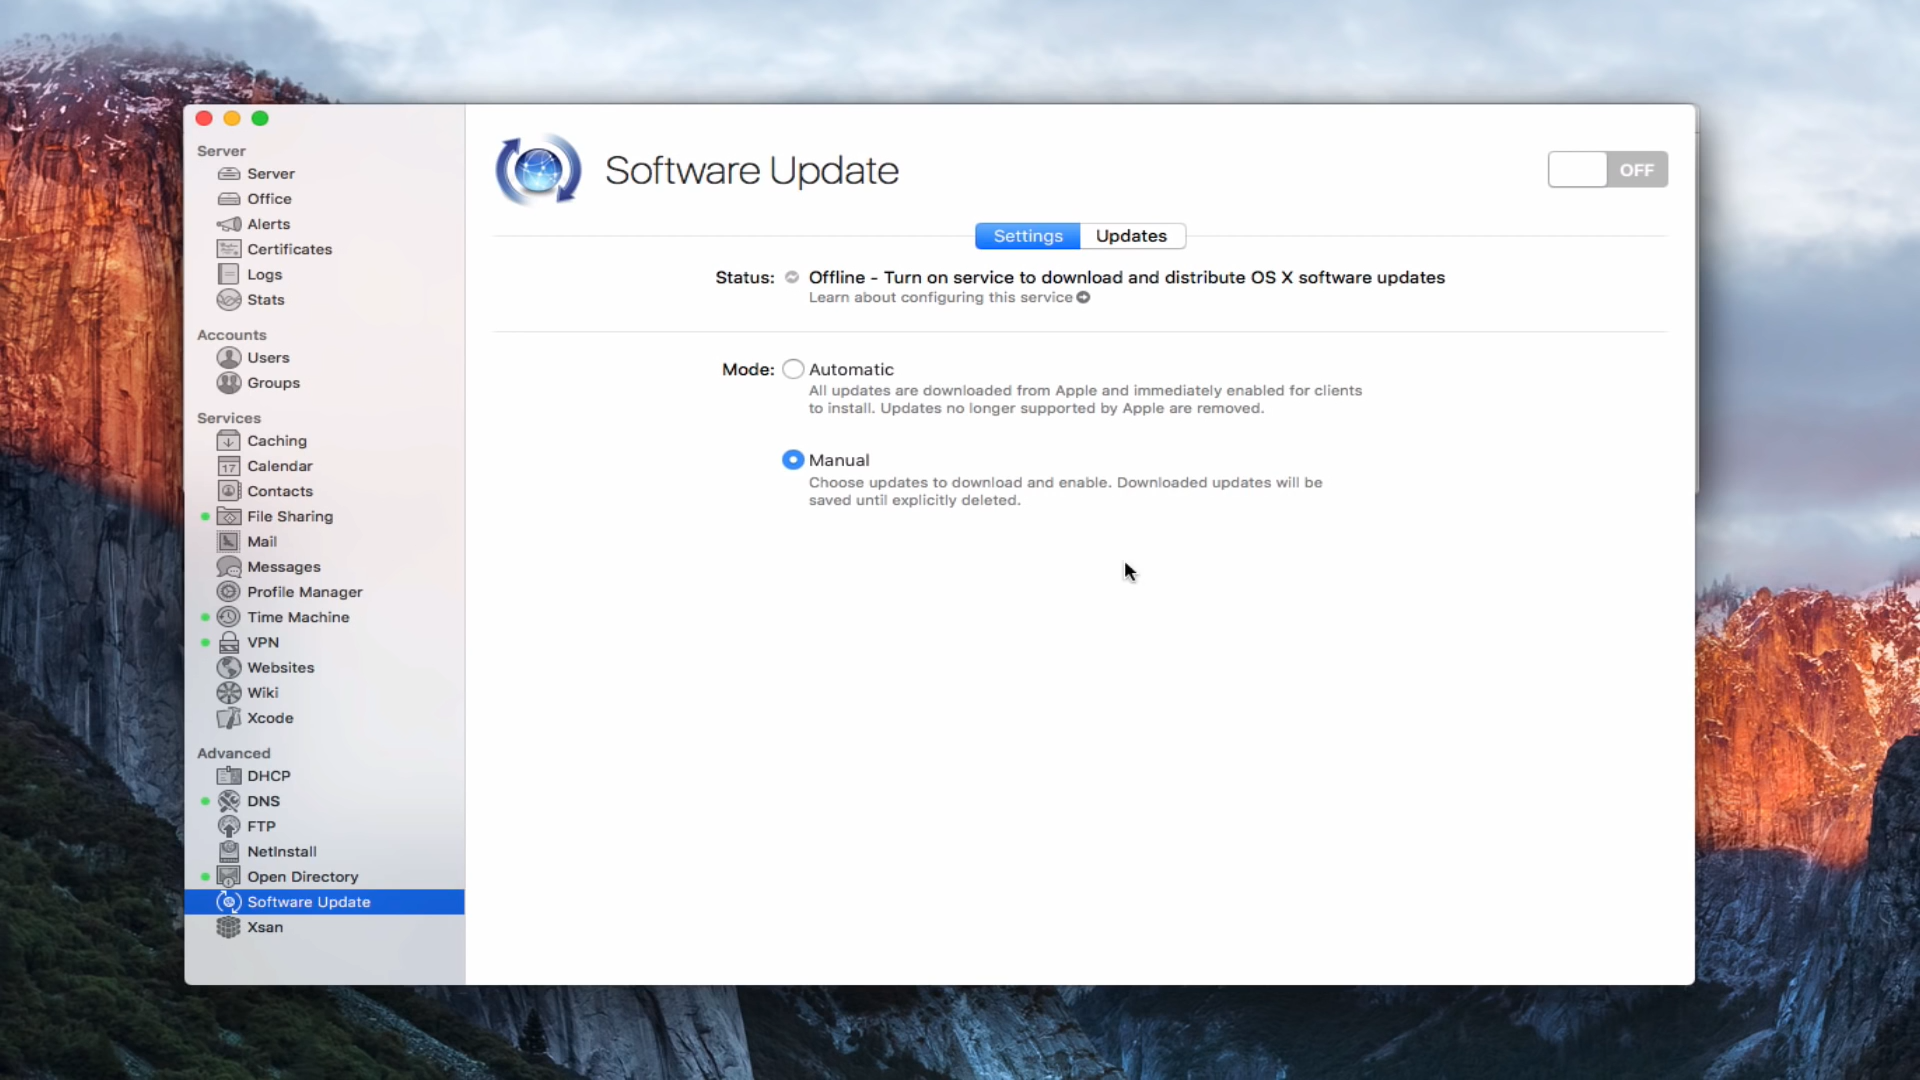 Server
Server
Office
Alerts
Certificates
Logs
Stats
Accounts
Users
Groups
Services
Caching
17
Calendar
Contacts
File Sharing
Mail
Messages
Profile Manager
Time Machine
VPN
Websites
Wiki
Xcode
Advanced
DHCP
DNS
FTP
NetInstall
Open Directory
Software Update
Xsan
Software Update
OFF
Settings
Updates
Status: Offline - Turn on service to download and distribute OS X software updates
Learn about configuring this service
Mode: Automatic
All updates are downloaded from Apple and immediately enabled for clients
to install. Updates no longer supported by Apple are removed.
Manual
Choose updates to download and enable. Downloaded updates will be
saved until explicitly deleted.